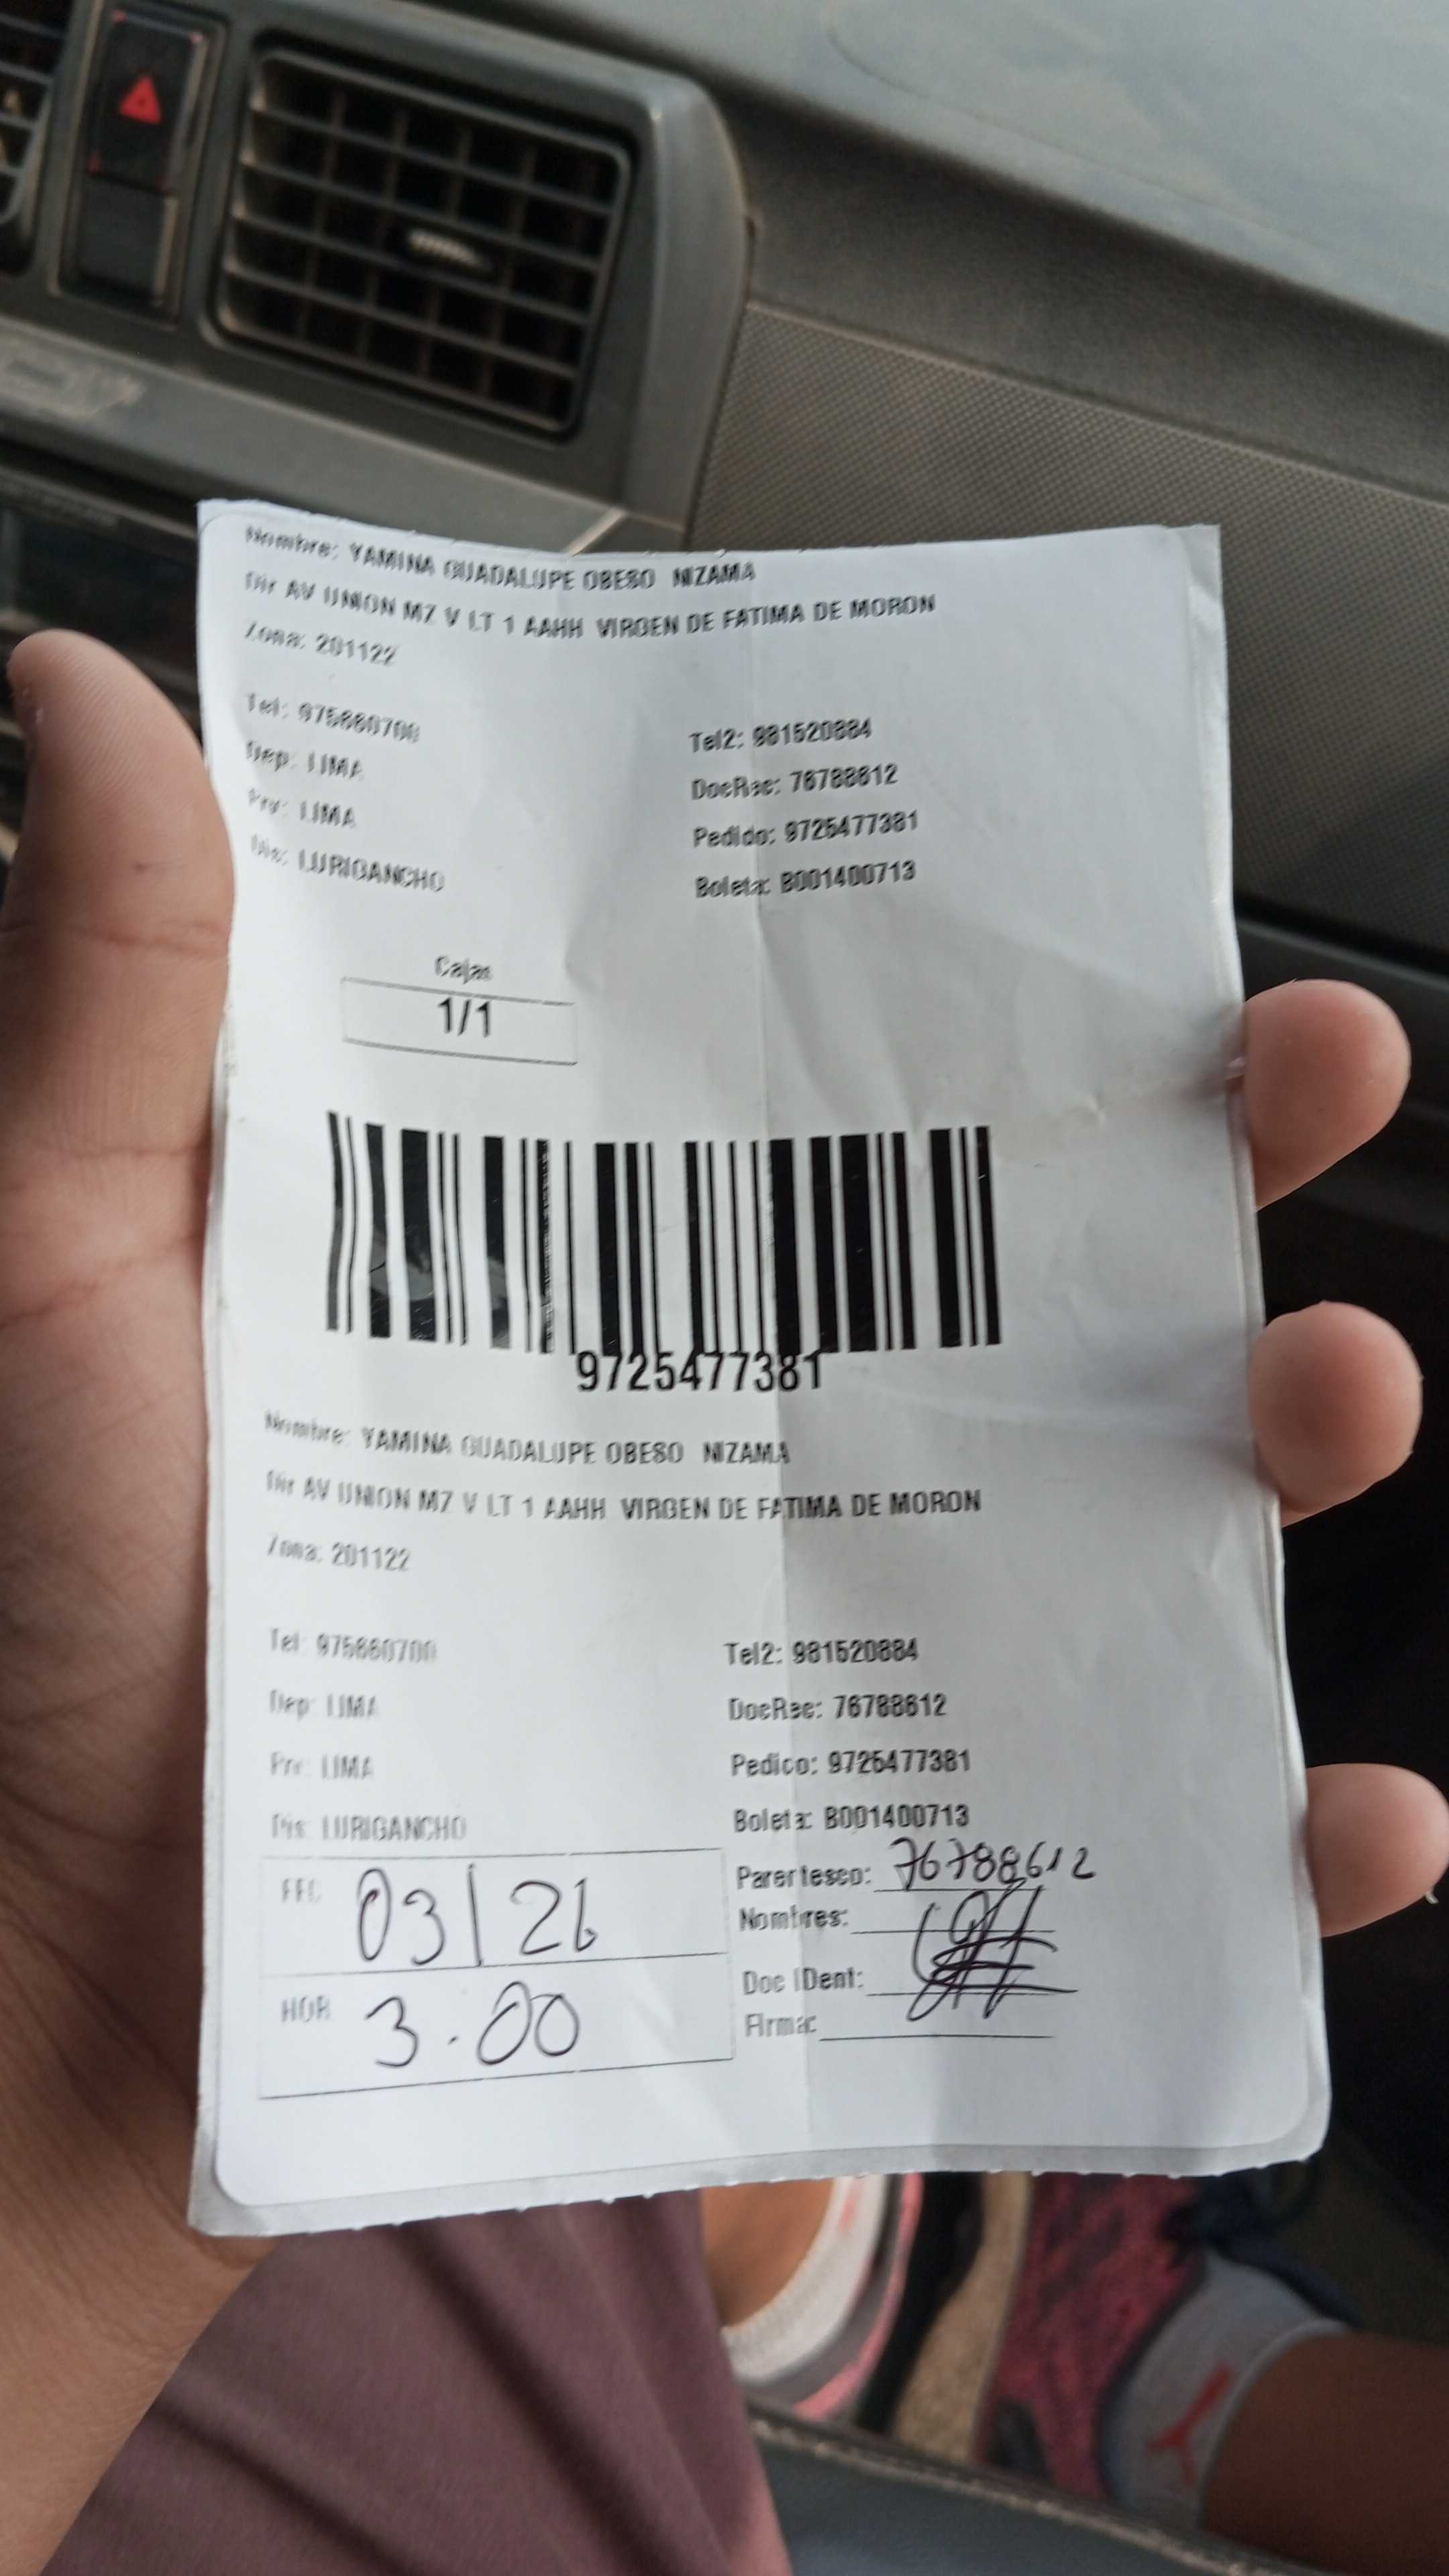 Nombre: YAMINA GUADALUPE OBESO NIZAMA
Dir AV UNION MZ V LT 1 AAHH VIRGEN DE FATIMA DE MORON
Zona: 201122
Tel: 975860700 Tel2: 981520884
Dep: LIMA DocRec: 76788612
Prv: LIMA Pedido: 9725477381
Dis: LURIGANCHO Boleta: B001400713
Cajas
1/1
9725477381
Nombre: YAMINA GUADALUPE OBESO NIZAMA
Dir AV UNION MZ V LT 1 AAHH VIRGEN DE FATIMA DE MORON
Zona: 201122
Tel: 975860700 Tel2: 981520884
Dep: LIMA DocRec: 76788612
Prv: LIMA Pedido: 9725477381
Dis: LURIGANCHO Boleta: B001400713
FEC 03/26 Parentesco: 76788612
Nombres:
HOR 3.00 Doc IDent:
Firma: